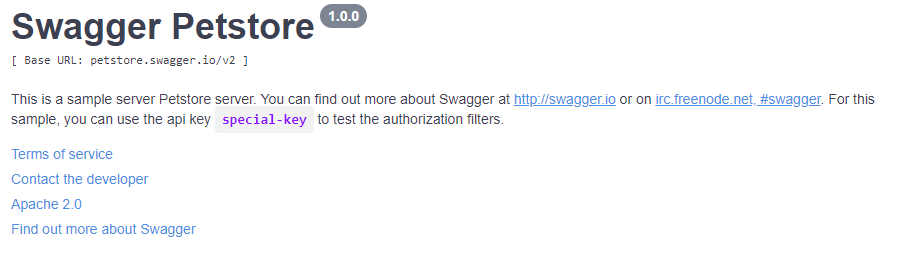 Swagger Petstore 1.0.0
[ Base URL: petstore.swagger.io/v2 ]
This is a sample server Petstore server. You can find out more about Swagger at http://swagger.io or on irc.freenode.net, #swagger. For this
sample, you can use the api key special-key to test the authorization filters.
Terms of service
Contact the developer
Apache 2.0
Find out more about Swagger